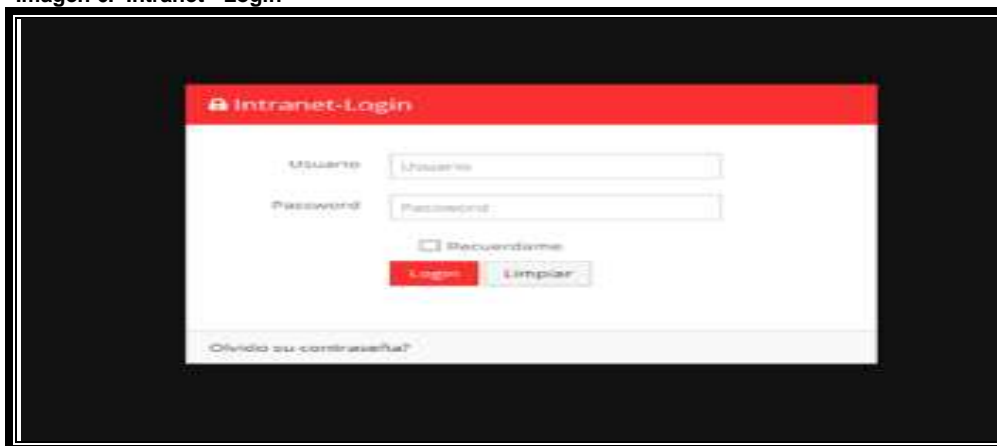 Imagen 6. Intranet - Login
Intranet-Login
Usuario Usuario
Password Password
Recuerdame
Login Limpiar
Olvido su contraseña?